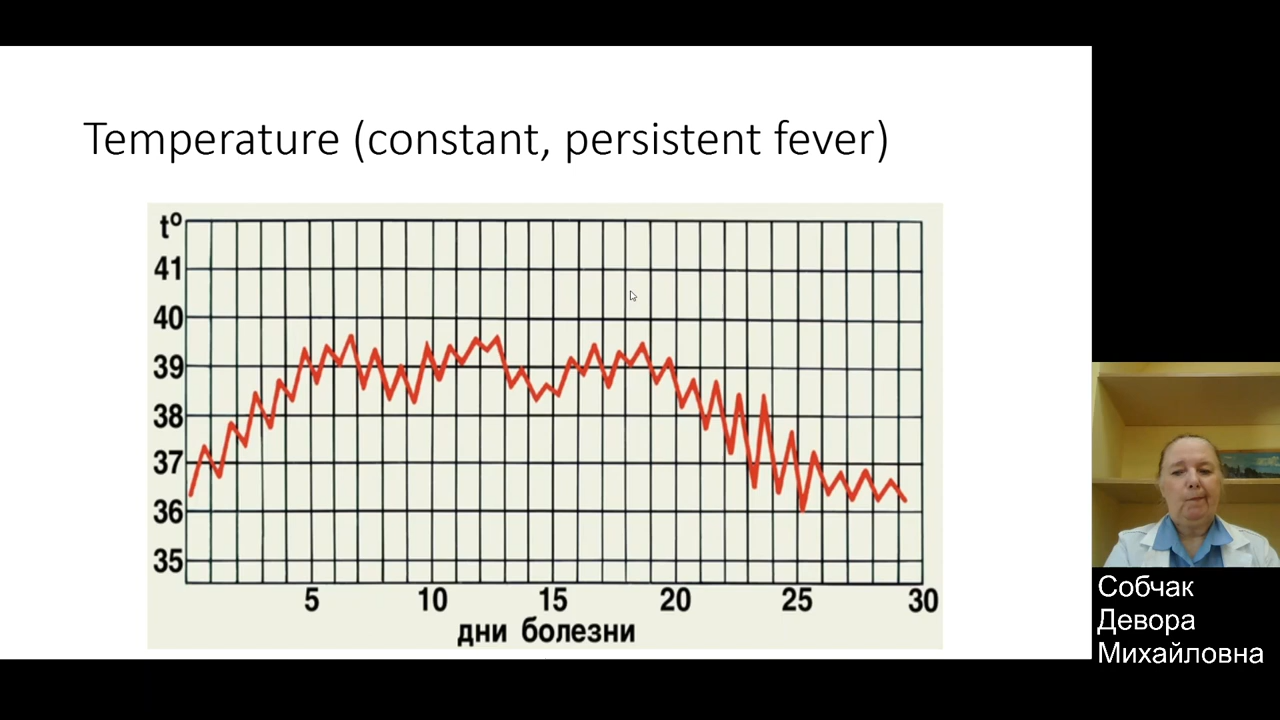 Temperature (constant, persistent fever)
t°
41
40
39
38
37
36
35
5 10 15 20 25 30
дни болезни
Собчак
Девора
Михайловна